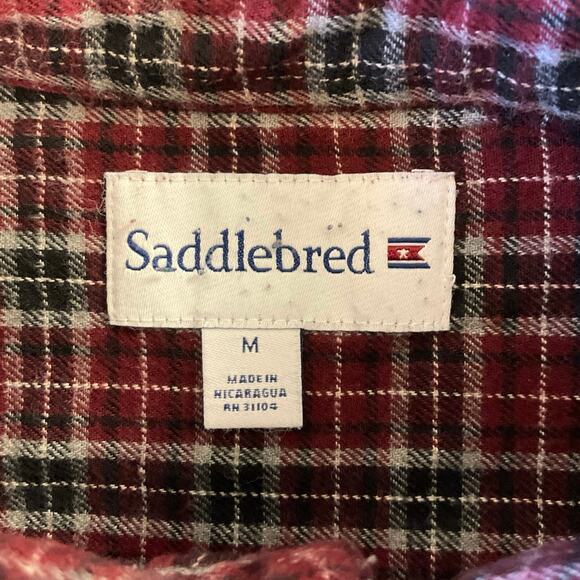 Saddlebred
M
MADE IN
NICARAGUA
RN 31104